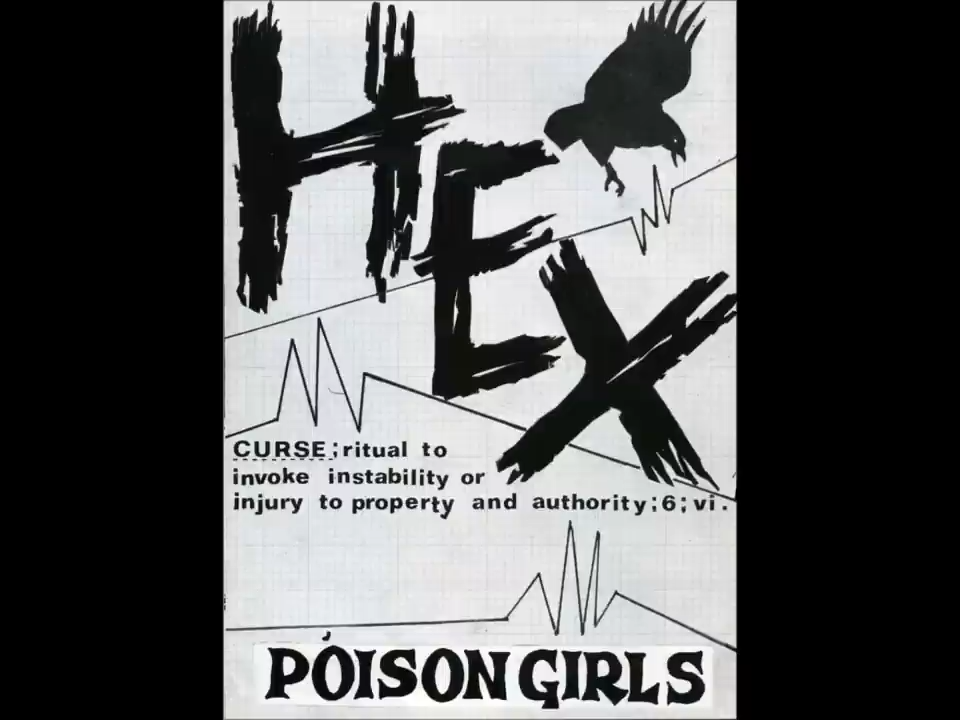 HEX
CURSE;ritual to
invoke instability or
injury to property and authority;6;vi.
POISON GIRLS